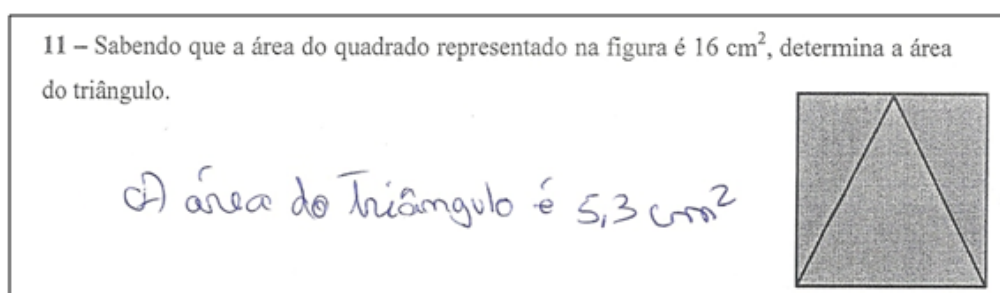 11 – Sabendo que a área do quadrado representado na figura é 16 cm², determina a área
do triângulo.
A área do Triângulo é 5,3 cm²